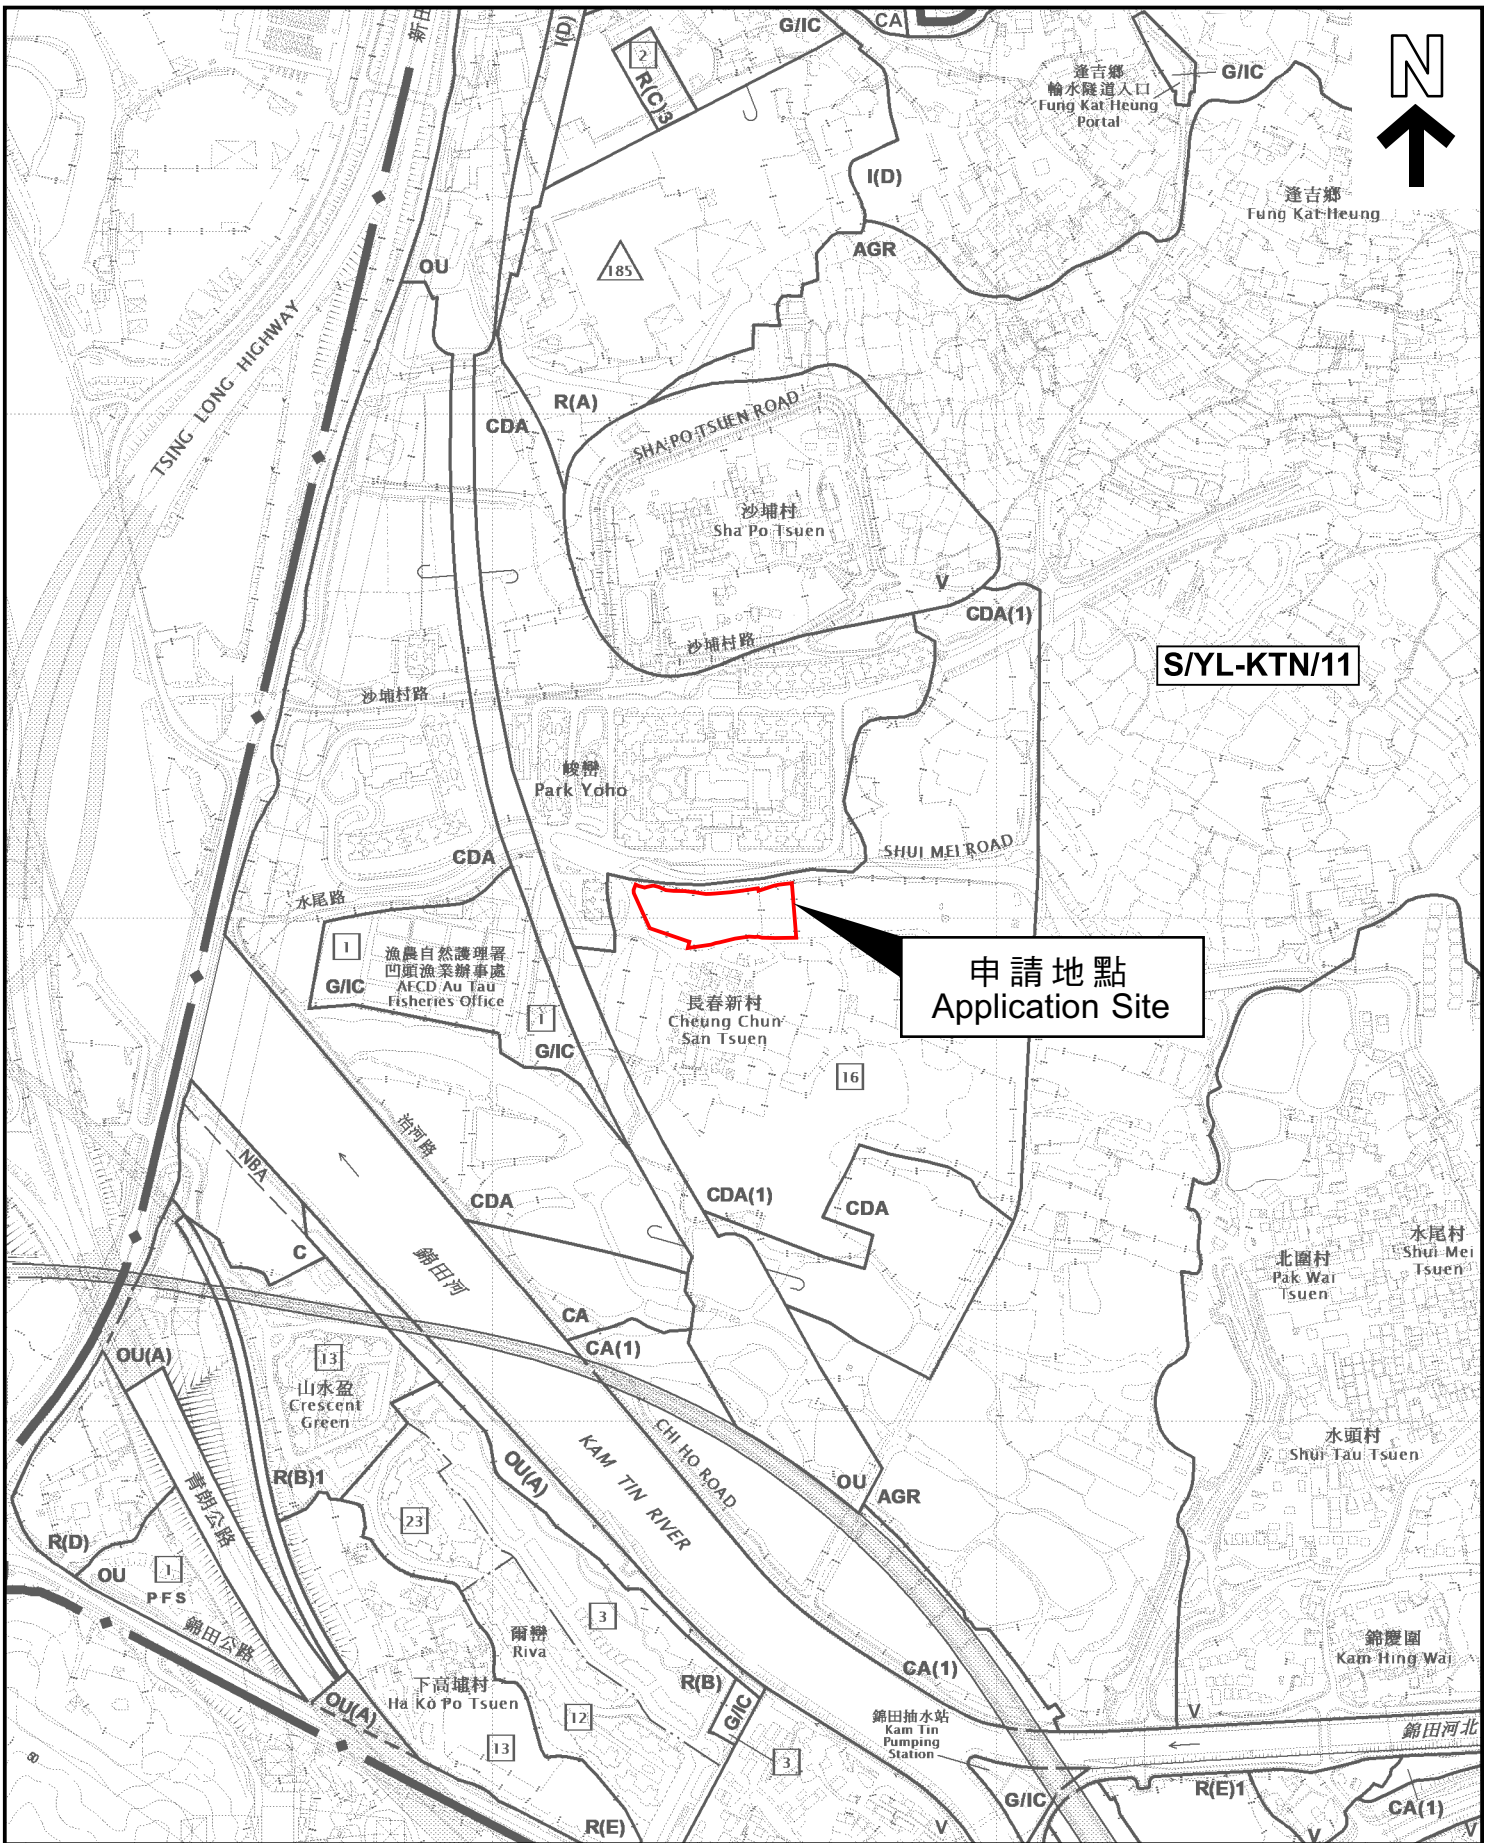 新田
I(D)
G/IC
CA
2
R(C)3
逢吉鄉
輸水隧道入口
Fung Kat Heung
Portal
G/IC
N
I(D)
逢吉鄉
Fung Kat Heung
AGR
OU
185
TSING LONG HIGHWAY
R(A)
CDA
SHA PO TSUEN ROAD
沙埔村
Sha Po Tsuen
V
CDA(1)
沙埔村路
S/YL-KTN/11
沙埔村路
峻巒
Park Yoho
SHUI MEI ROAD
CDA
水尾路
1
漁農自然護理署
凹頭漁業辦事處
AFCD Au Tau
Fisheries Office
G/IC
申請地點
Application Site
長春新村
Cheung Chun
San Tsuen
1
G/IC
16
治河路
NBA
CDA
CDA(1)
CDA
C
錦田河
水尾村
Shui Mei
Tsuen
北圍村
Pak Wai
Tsuen
CA
CA(1)
OU(A)
13
山水盈
Crescent
Green
水頭村
Shui Tau Tsuen
CHI HO ROAD
KAM TIN RIVER
OU(A)
R(B)1
青朗公路
OU
AGR
23
R(D)
OU
1
PFS
錦田公路
3
爾巒
Riva
錦慶圍
Kam Hing Wai
CA(1)
R(B)
下高埔村
Ha Ko Po Tsuen
OU(A)
G/IC
12
13
3
錦田抽水站
Kam Tin
Pumping
Station
V
錦田河北
R(E)1
G/IC
CA(1)
R(E)
V
V
V
80